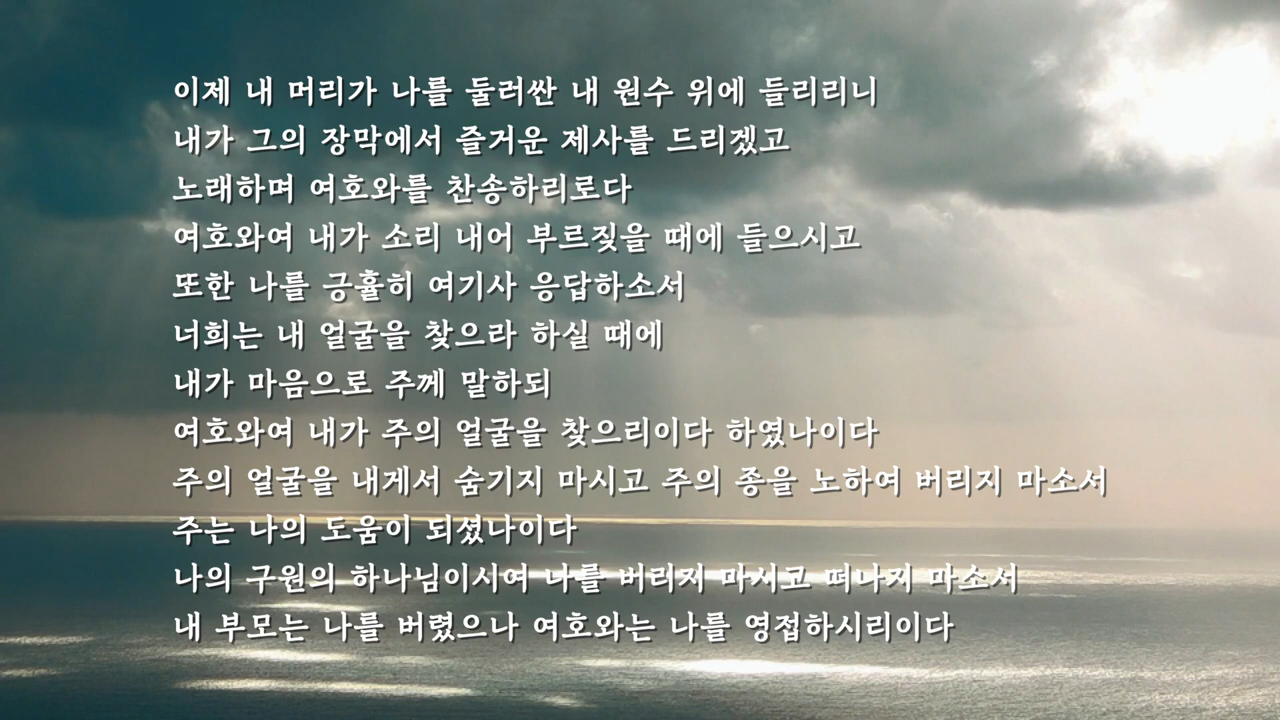 이제 내 머리가 나를 둘러싼 내 원수 위에 들리리니
내가 그의 장막에서 즐거운 제사를 드리겠고
노래하며 여호와를 찬송하리로다
여호와여 내가 소리 내어 부르짖을 때에 들으시고
또한 나를 긍휼히 여기사 응답하소서
너희는 내 얼굴을 찾으라 하실 때에
내가 마음으로 주께 말하되
여호와여 내가 주의 얼굴을 찾으리이다 하였나이다
주의 얼굴을 내게서 숨기지 마시고 주의 종을 노하여 버리지 마소서
주는 나의 도움이 되셨나이다
나의 구원의 하나님이시여 나를 버리지 마시고 떠나지 마소서
내 부모는 나를 버렸으나 여호와는 나를 영접하시리이다